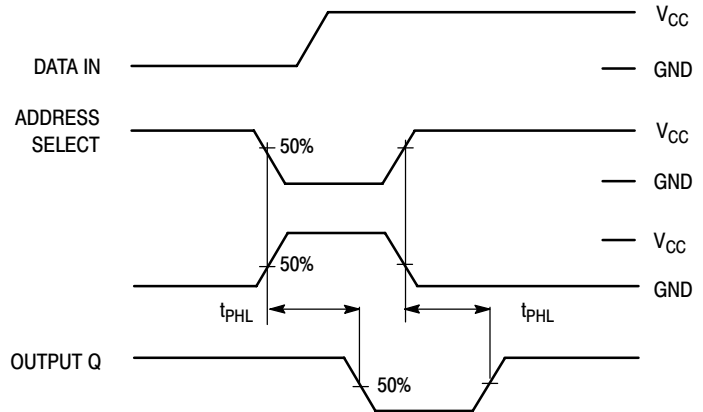 V_CC
DATA IN
GND
ADDRESS
SELECT
V_CC
50%
GND
V_CC
50%
GND
t_PHL
t_PHL
OUTPUT Q
50%